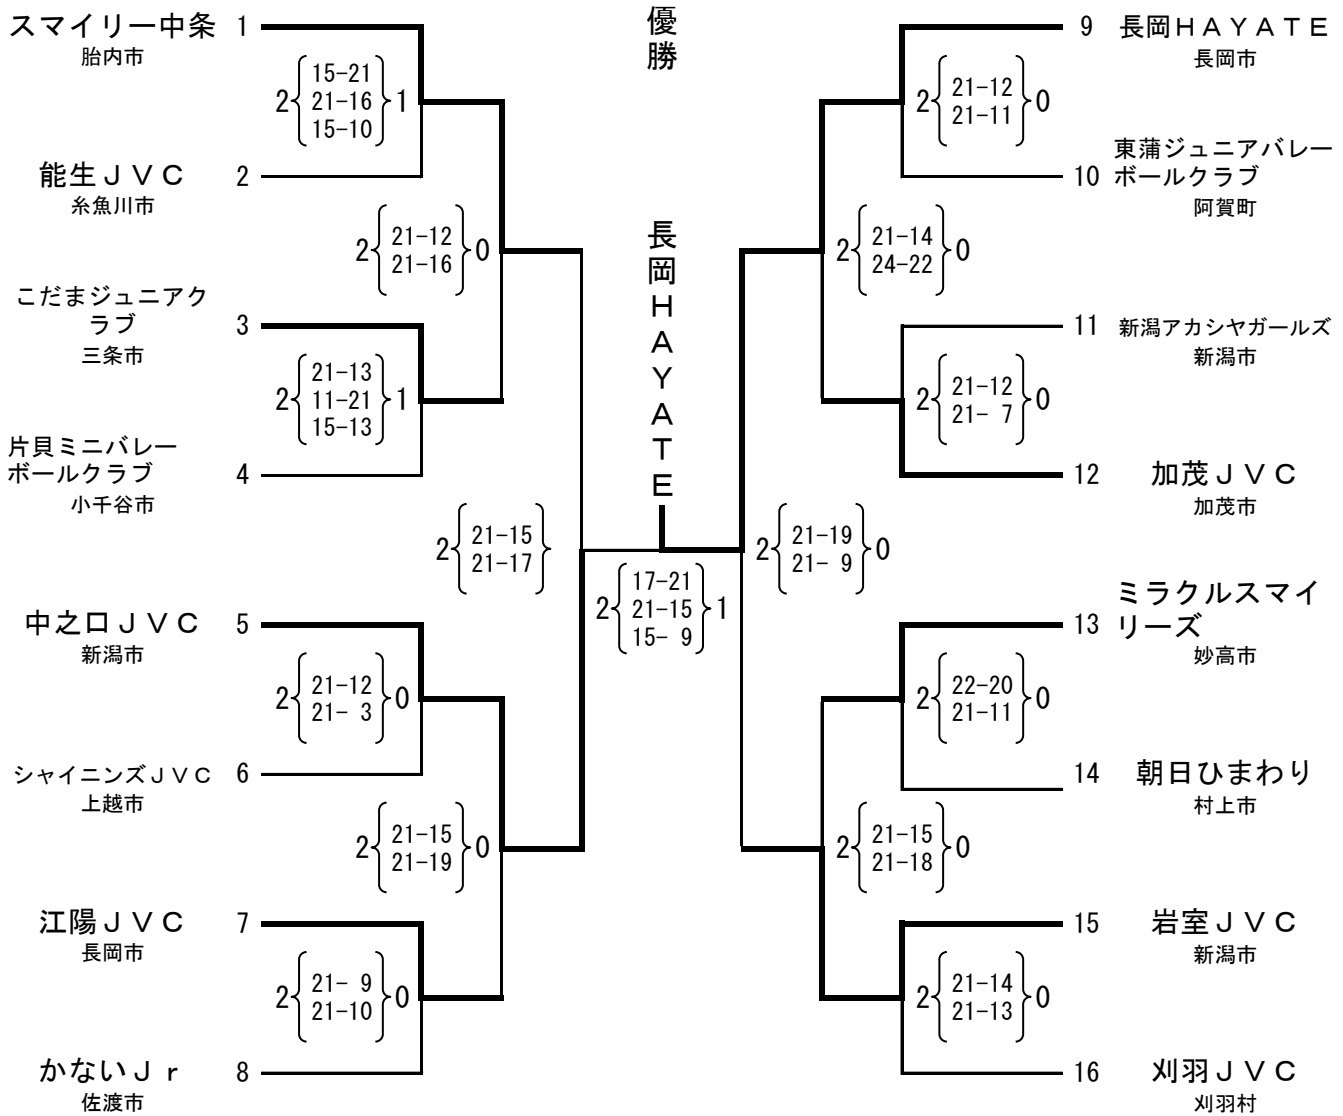 優勝
長岡ＨＡＹＡＴＥ
スマイリー中条 1
胎内市
15-21
2 21-16 1
15-10
能生ＪＶＣ 2
糸魚川市
21-12
2 0
21-16
こだまジュニアク
ラブ 3
三条市
21-13
2 11-21 1
15-13
片貝ミニバレー
ボールクラブ 4
小千谷市
21-15
2
21-17
中之口ＪＶＣ 5
新潟市
21-12
2 0
21- 3
シャイニンズＪＶＣ 6
上越市
21-15
2 0
21-19
江陽ＪＶＣ 7
長岡市
21- 9
2 0
21-10
かないＪｒ 8
佐渡市
17-21
2 21-15 1
15- 9
9 長岡ＨＡＹＡＴＥ
長岡市
21-12
2 0
21-11
東蒲ジュニアバレー
10 ボールクラブ
阿賀町
21-14
2 0
24-22
11 新潟アカシヤガールズ
新潟市
21-12
2 0
21- 7
12 加茂ＪＶＣ
加茂市
21-19
2 0
21- 9
ミラクルスマイ
13 リーズ
妙高市
22-20
2 0
21-11
14 朝日ひまわり
村上市
21-15
2 0
21-18
15 岩室ＪＶＣ
新潟市
21-14
2 0
21-13
16 刈羽ＪＶＣ
刈羽村